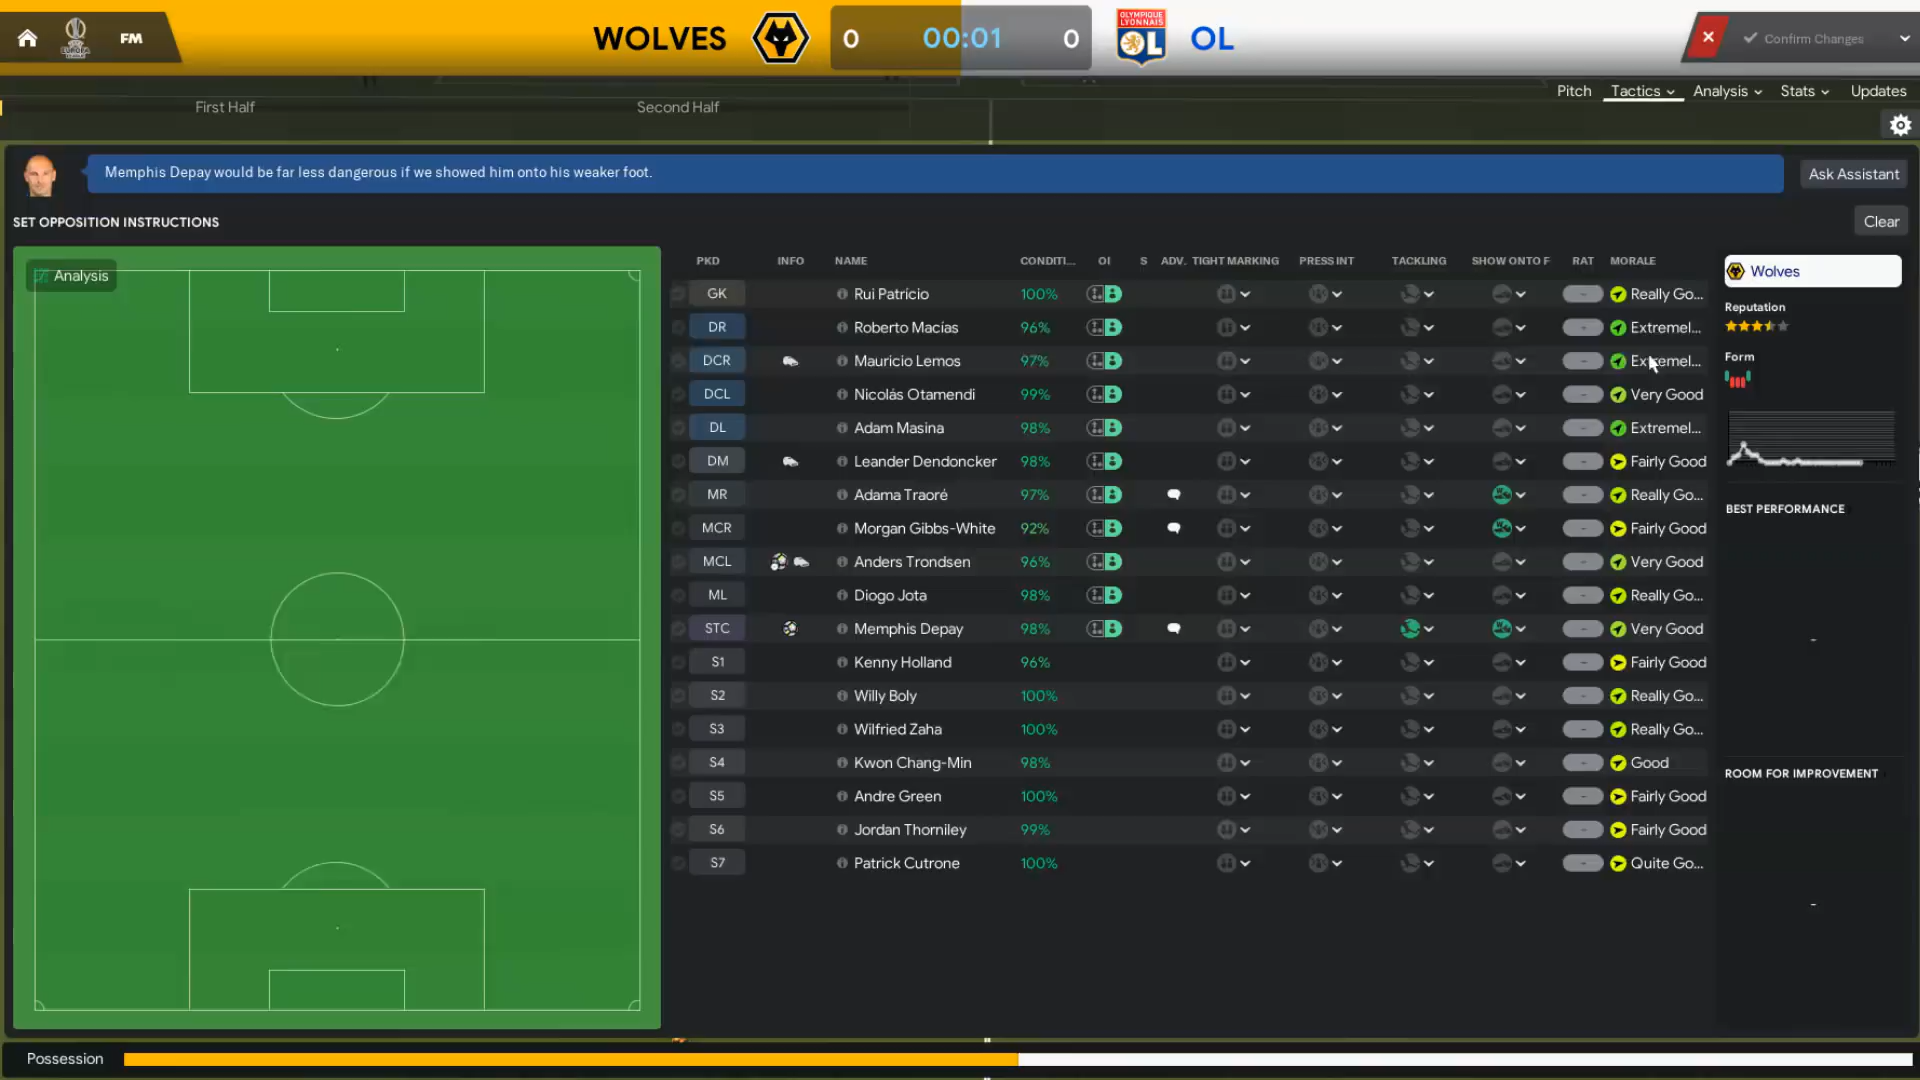 FM
WOLVES 0 00:01 0 OL
OLYMPIQUE LYONNAIS OL
Confirm Changes
First Half Second Half
Pitch Tactics Analysis Stats Updates
Memphis Depay would be far less dangerous if we showed him onto his weaker foot.
Ask Assistant
SET OPPOSITION INSTRUCTIONS
Clear
Analysis
PKD INFO NAME CONDITI... OI S ADV. TIGHT MARKING PRESS INT TACKLING SHOW ONTO F RAT MORALE
GK Rui Patrício 100% - Really Go...
DR Roberto Macías 96% - Extremel...
DCR Mauricio Lemos 97% - Extremel...
DCL Nicolás Otamendi 99% - Very Good
DL Adam Masina 98% - Extremel...
DM Leander Dendoncker 98% - Fairly Good
MR Adama Traoré 97% - Really Go...
MCR Morgan Gibbs-White 92% - Fairly Good
MCL Anders Trondsen 96% - Very Good
ML Diogo Jota 98% - Really Go...
STC Memphis Depay 98% - Very Good
S1 Kenny Holland 96% - Fairly Good
S2 Willy Boly 100% - Really Go...
S3 Wilfried Zaha 100% - Really Go...
S4 Kwon Chang-Min 98% - Good
S5 Andre Green 100% - Fairly Good
S6 Jordan Thorniley 99% - Fairly Good
S7 Patrick Cutrone 100% - Quite Go...
Wolves
Reputation
Form
BEST PERFORMANCE
-
ROOM FOR IMPROVEMENT
-
Possession